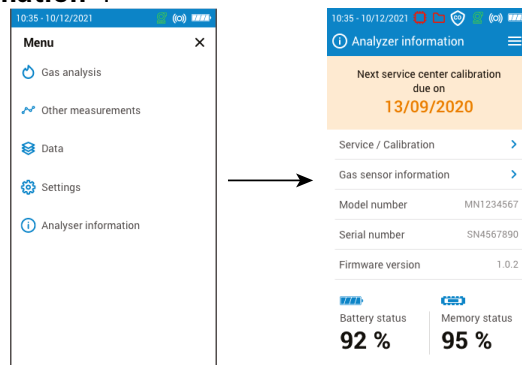 nation
10:35 - 10/12/2021
Menu
Gas analysis
Other measurements
Data
Settings
Analyser information
10:35 - 10/12/2021
CO
Analyzer information
Next service center calibration
due on
13/09/2020
Service / Calibration
Gas sensor information
Model number MN1234567
Serial number SN4567890
Firmware version 1.0.2
Battery status Memory status
92 % 95 %